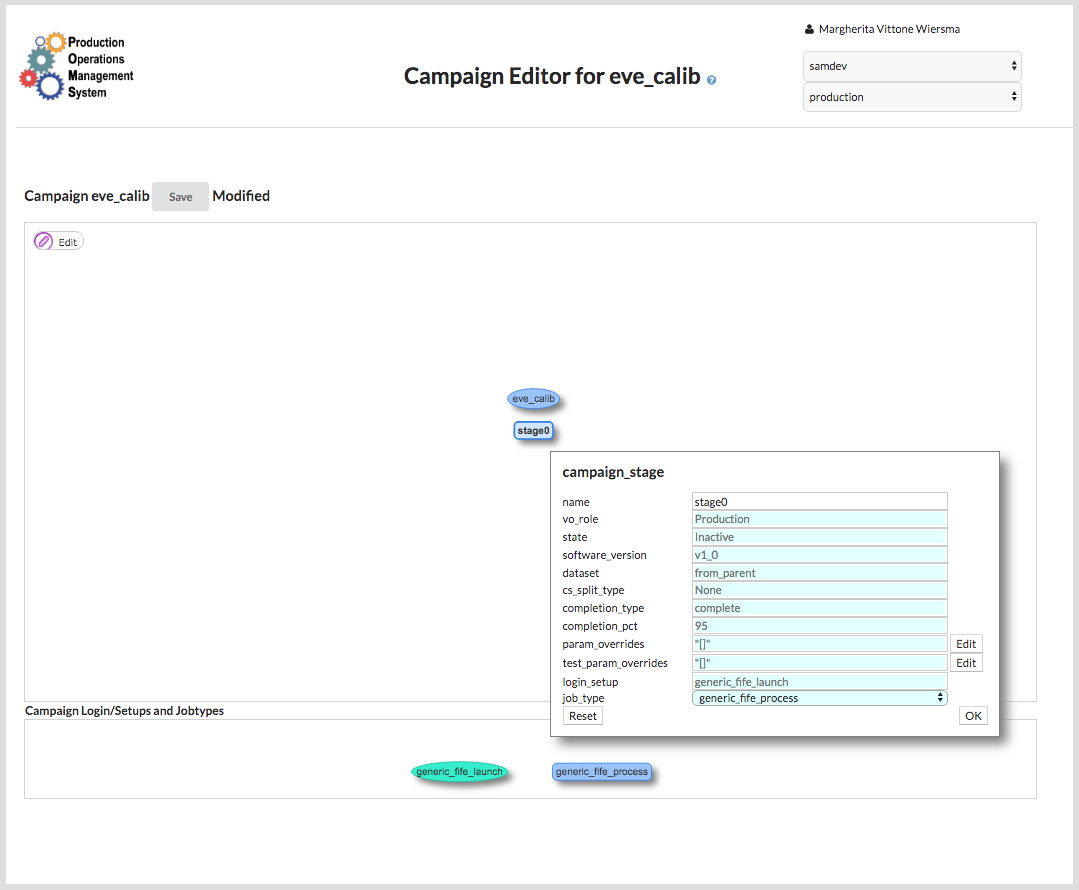 Production
Operations
Management
System
Campaign Editor for eve_calib ?
Margherita Vittone Wiersma
samdev
production
Campaign eve_calib Save Modified
Edit
eve_calib
stage0
campaign_stage
name stage0
vo_role Production
state Inactive
software_version v1_0
dataset from_parent
cs_split_type None
completion_type complete
completion_pct 95
param_overrides "[]" Edit
test_param_overrides "[]" Edit
login_setup generic_fife_launch
job_type generic_fife_process
Reset OK
Campaign Login/Setups and Jobtypes
generic_fife_launch generic_fife_process